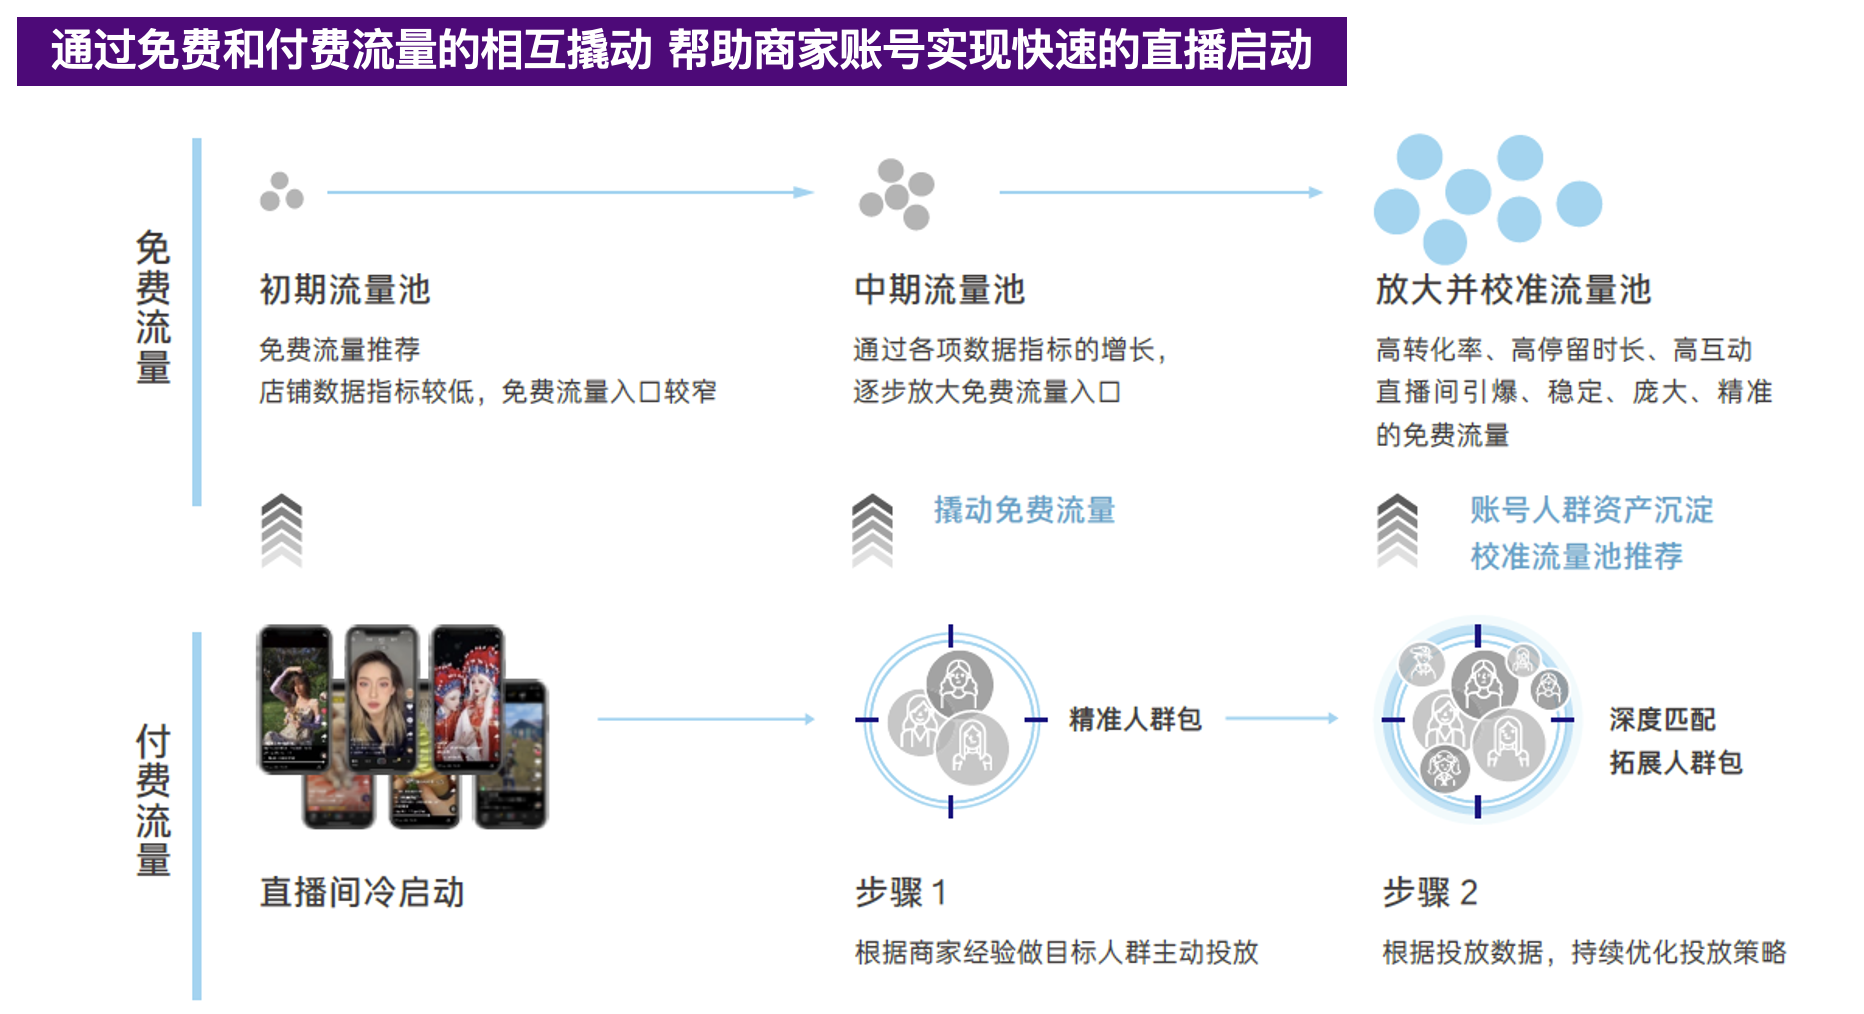 通过免费和付费流量的相互撬动 帮助商家账号实现快速的直播启动
免费流量
初期流量池
免费流量推荐
店铺数据指标较低，免费流量入口较窄
中期流量池
通过各项数据指标的增长，
逐步放大免费流量入口
放大并校准流量池
高转化率、高停留时长、高互动
直播间引爆、稳定、庞大、精准
的免费流量
撬动免费流量
账号人群资产沉淀
校准流量池推荐
付费流量
直播间冷启动
精准人群包
步骤 1
根据商家经验做目标人群主动投放
深度匹配
拓展人群包
步骤 2
根据投放数据，持续优化投放策略